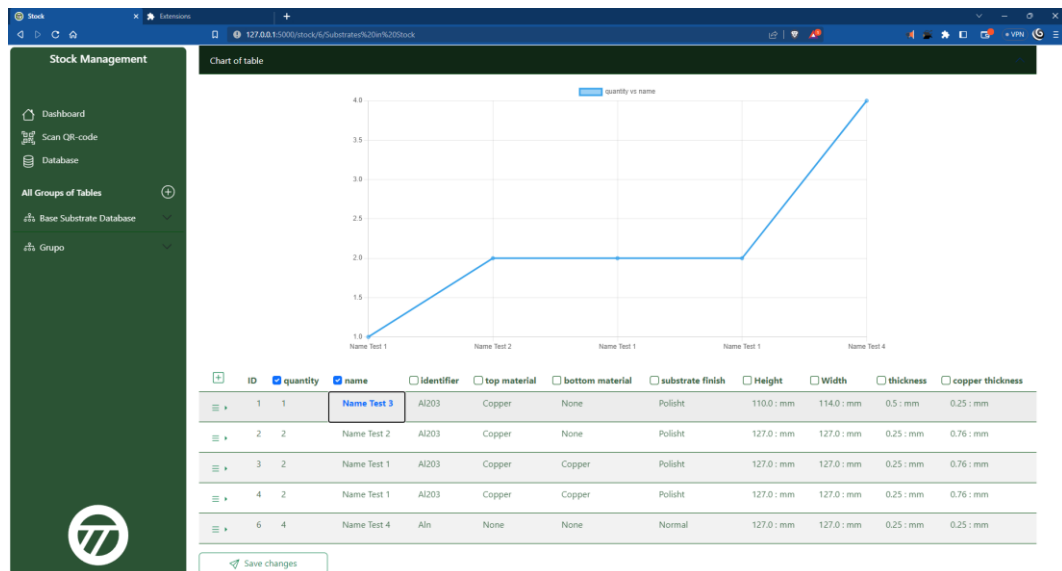 Stock
Extensions
127.0.0.1:5000/stock/6/Substrates%20in%20Stock
VPN
Stock Management
Dashboard
Scan QR-code
Database
All Groups of Tables
Base Substrate Database
Grupo
Chart of table
quantity vs name
4.0
3.5
3.0
2.5
2.0
1.5
1.0
Name Test 1 Name Test 2 Name Test 1 Name Test 1 Name Test 4
ID quantity name identifier top material bottom material substrate finish Height Width thickness copper thickness
1 1 Name Test 3 Al203 Copper None Polisht 110.0 : mm 114.0 : mm 0.5 : mm 0.25 : mm
2 2 Name Test 2 Al203 Copper None Polisht 127.0 : mm 127.0 : mm 0.25 : mm 0.76 : mm
3 2 Name Test 1 Al203 Copper Copper Polisht 127.0 : mm 127.0 : mm 0.25 : mm 0.76 : mm
4 2 Name Test 1 Al203 Copper Copper Polisht 127.0 : mm 127.0 : mm 0.25 : mm 0.76 : mm
6 4 Name Test 4 Aln None None Normal 127.0 : mm 127.0 : mm 0.25 : mm 0.25 : mm
Save changes